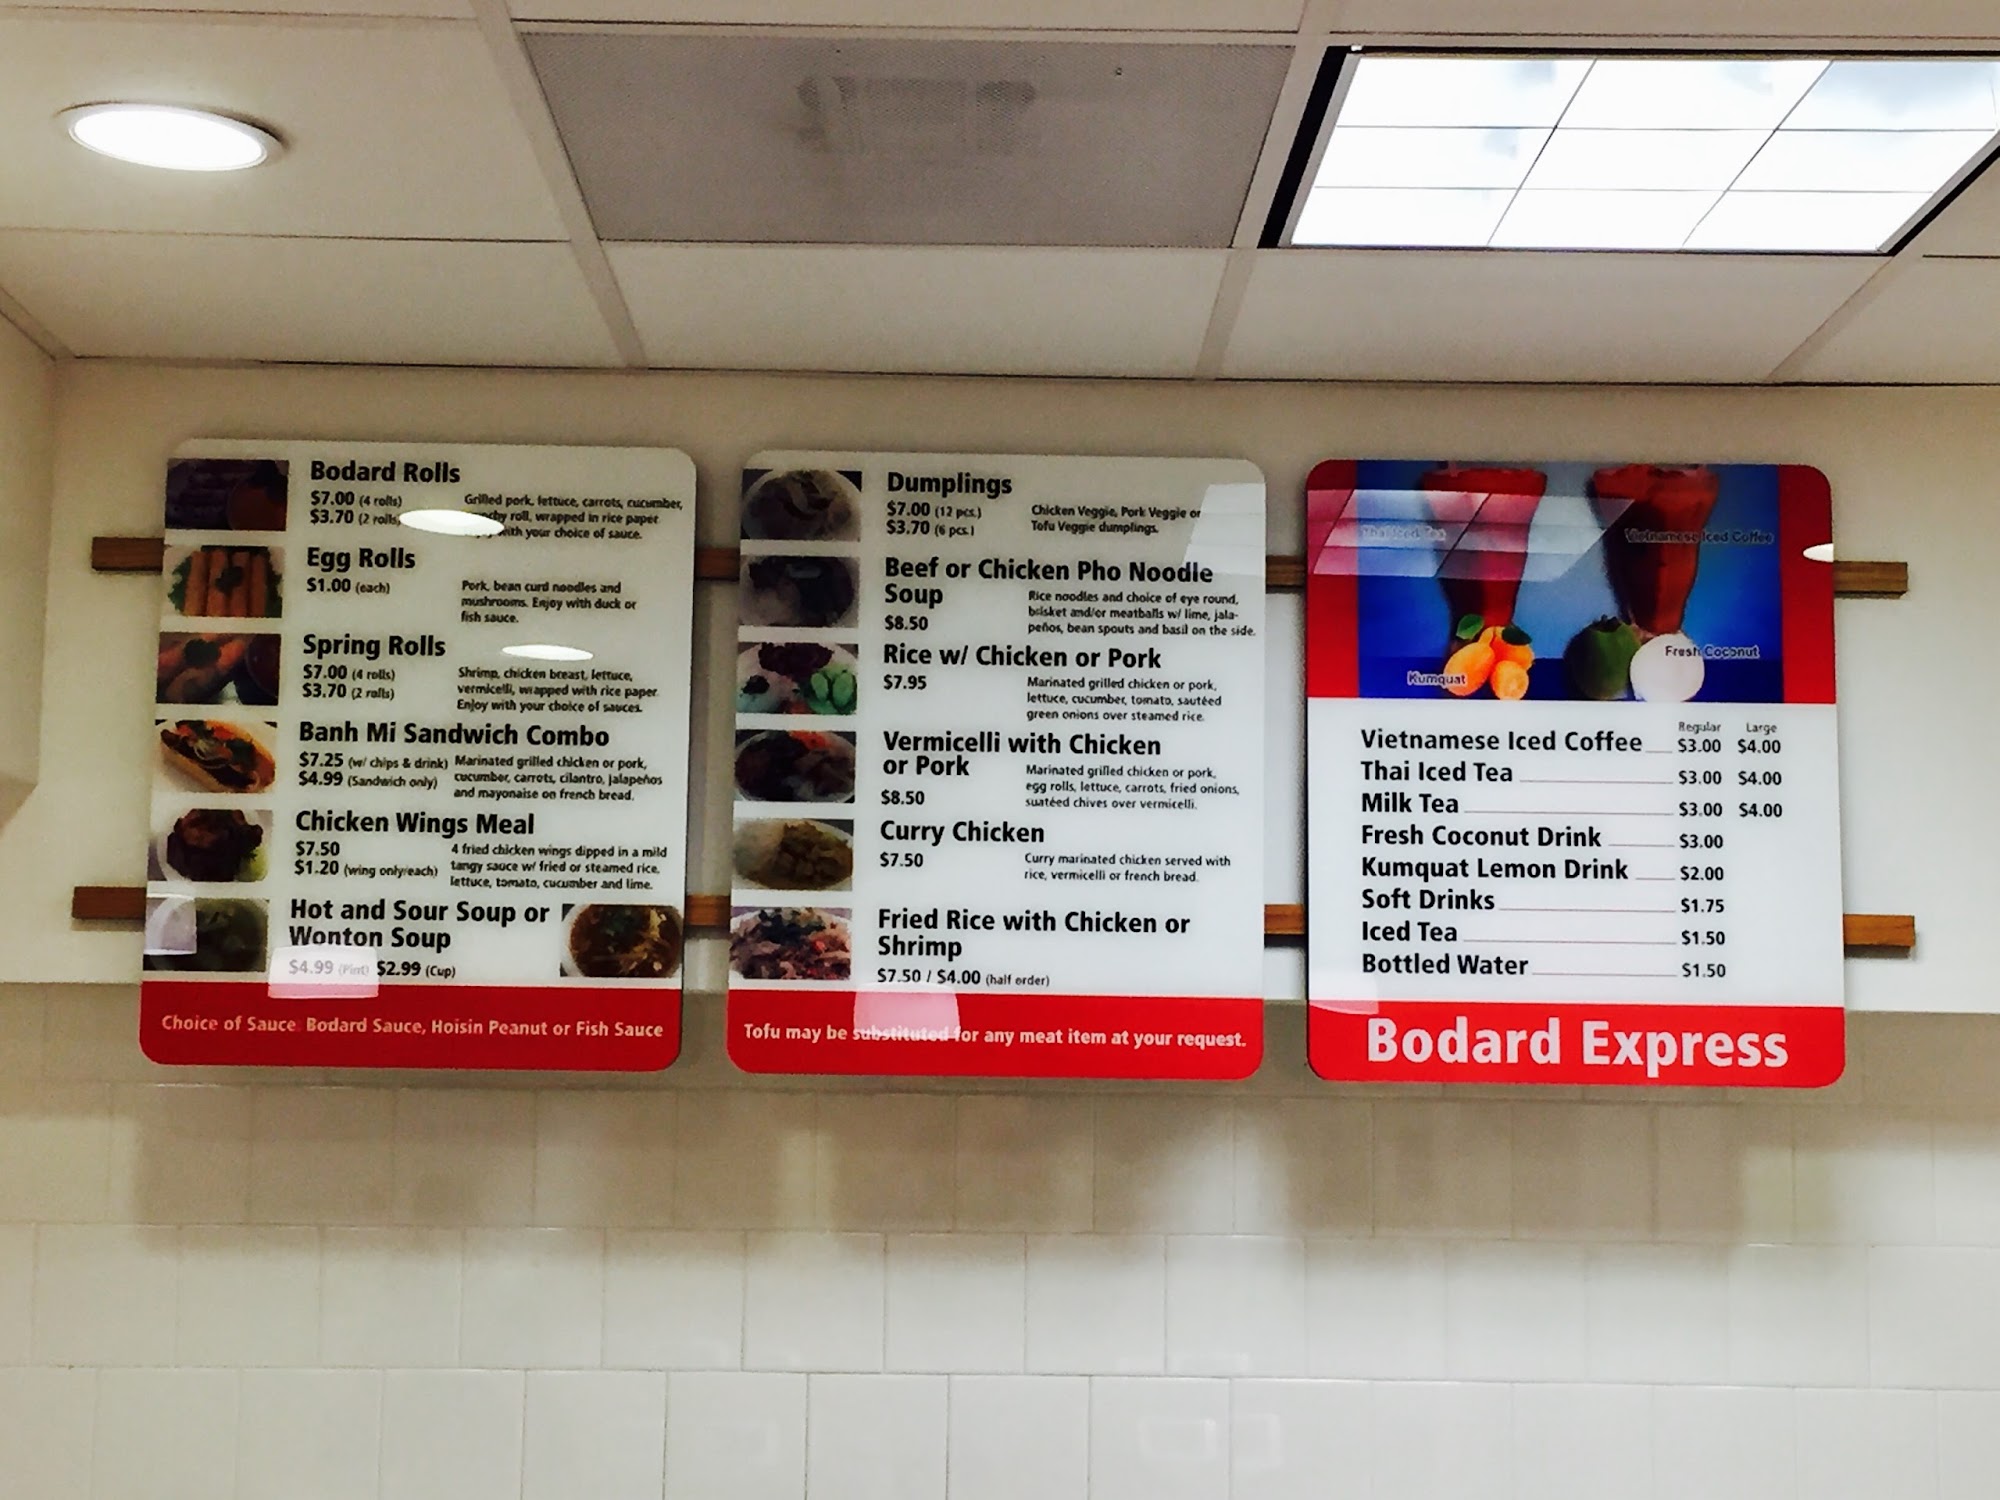 Bodard Rolls
$7.00 (4 rolls)
$3.70 (2 rolls)
Grilled pork, lettuce, carrots, cucumber,
roll, wrapped in rice paper
with your choice of sauce.
Egg Rolls
$1.00 (each)
Pork, bean curd noodles and
mushrooms. Enjoy with duck or
fish sauce.
Spring Rolls
$7.00 (4 rolls)
$3.70 (2 rolls)
Shrimp, chicken breast, lettuce,
vermicelli, wrapped with rice paper.
Enjoy with your choice of sauces.
Banh Mi Sandwich Combo
$7.25 (w/ chips & drink)
$4.99 (Sandwich only)
Marinated grilled chicken or pork,
cucumber, carrots, cilantro, jalapeños
and mayonaise on french bread.
Chicken Wings Meal
$7.50
$1.20 (wing only/each)
4 fried chicken wings dipped in a mild
tangy sauce w/ fried or steamed rice,
lettuce, tomato, cucumber and lime.
Hot and Sour Soup or
Wonton Soup
$4.99 (Pint) $2.99 (Cup)
Choice of Sauce: Bodard Sauce, Hoisin Peanut or Fish Sauce
Dumplings
$7.00 (12 pcs.)
$3.70 (6 pcs.)
Chicken Veggie, Pork Veggie or
Tofu Veggie dumplings.
Beef or Chicken Pho Noodle
Soup
$8.50
Rice noodles and choice of eye round,
brisket and/or meatballs w/ lime, jala-
peños, bean spouts and basil on the side.
Rice w/ Chicken or Pork
$7.95
Marinated grilled chicken or pork,
lettuce, cucumber, tomato, sautéed
green onions over steamed rice.
Vermicelli with Chicken
or Pork
$8.50
Marinated grilled chicken or pork,
egg rolls, lettuce, carrots, fried onions,
suatéed chives over vermicelli.
Curry Chicken
$7.50
Curry marinated chicken served with
rice, vermicelli or french bread.
Fried Rice with Chicken or
Shrimp
$7.50 / $4.00 (half order)
Tofu may be substituted for any meat item at your request.
Thai Iced Tea
Vietnamese Iced Coffee
Kumquat
Fresh Coconut
Regular Large
Vietnamese Iced Coffee $3.00 $4.00
Thai Iced Tea $3.00 $4.00
Milk Tea $3.00 $4.00
Fresh Coconut Drink $3.00
Kumquat Lemon Drink $2.00
Soft Drinks $1.75
Iced Tea $1.50
Bottled Water $1.50
Bodard Express